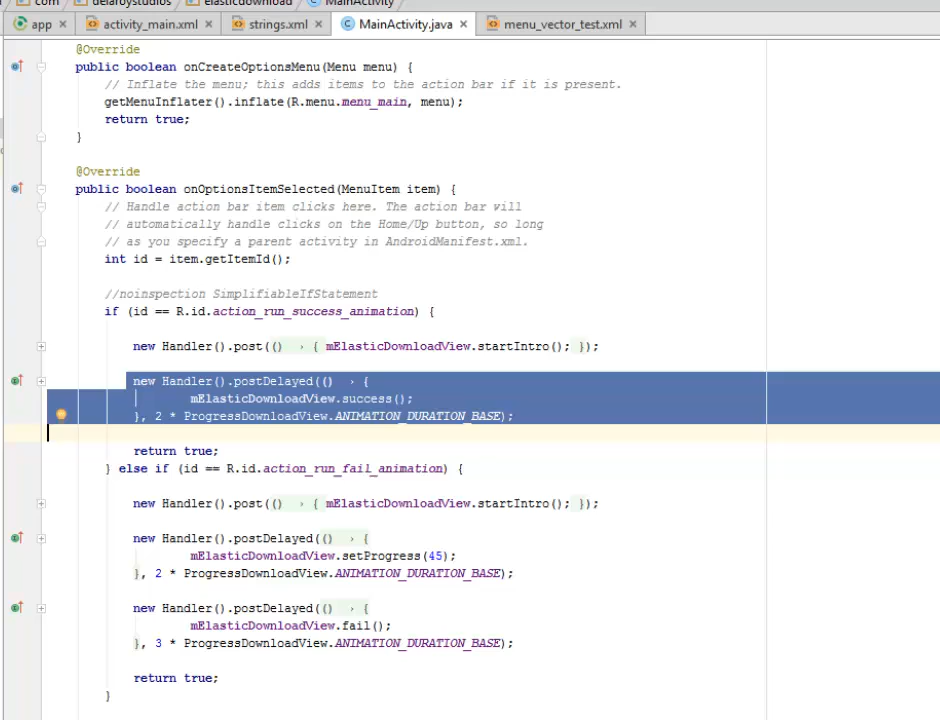 com delaroystudios elasticdownload MainActivity
app activity_main.xml strings.xml MainActivity.java menu_vector_test.xml
@Override
public boolean onCreateOptionsMenu(Menu menu) {
// Inflate the menu; this adds items to the action bar if it is present.
getMenuInflater().inflate(R.menu.menu_main, menu);
return true;
}
@Override
public boolean onOptionsItemSelected(MenuItem item) {
// Handle action bar item clicks here. The action bar will
// automatically handle clicks on the Home/Up button, so long
// as you specify a parent activity in AndroidManifest.xml.
int id = item.getItemId();
//noinspection SimplifiableIfStatement
if (id == R.id.action_run_success_animation) {
new Handler().post(() → { mElasticDownloadView.startIntro(); });
new Handler().postDelayed(() → {
mElasticDownloadView.success();
}, 2 * ProgressDownloadView.ANIMATION_DURATION_BASE);
return true;
} else if (id == R.id.action_run_fail_animation) {
new Handler().post(() → { mElasticDownloadView.startIntro(); });
new Handler().postDelayed(() → {
mElasticDownloadView.setProgress(45);
}, 2 * ProgressDownloadView.ANIMATION_DURATION_BASE);
new Handler().postDelayed(() → {
mElasticDownloadView.fail();
}, 3 * ProgressDownloadView.ANIMATION_DURATION_BASE);
return true;
}